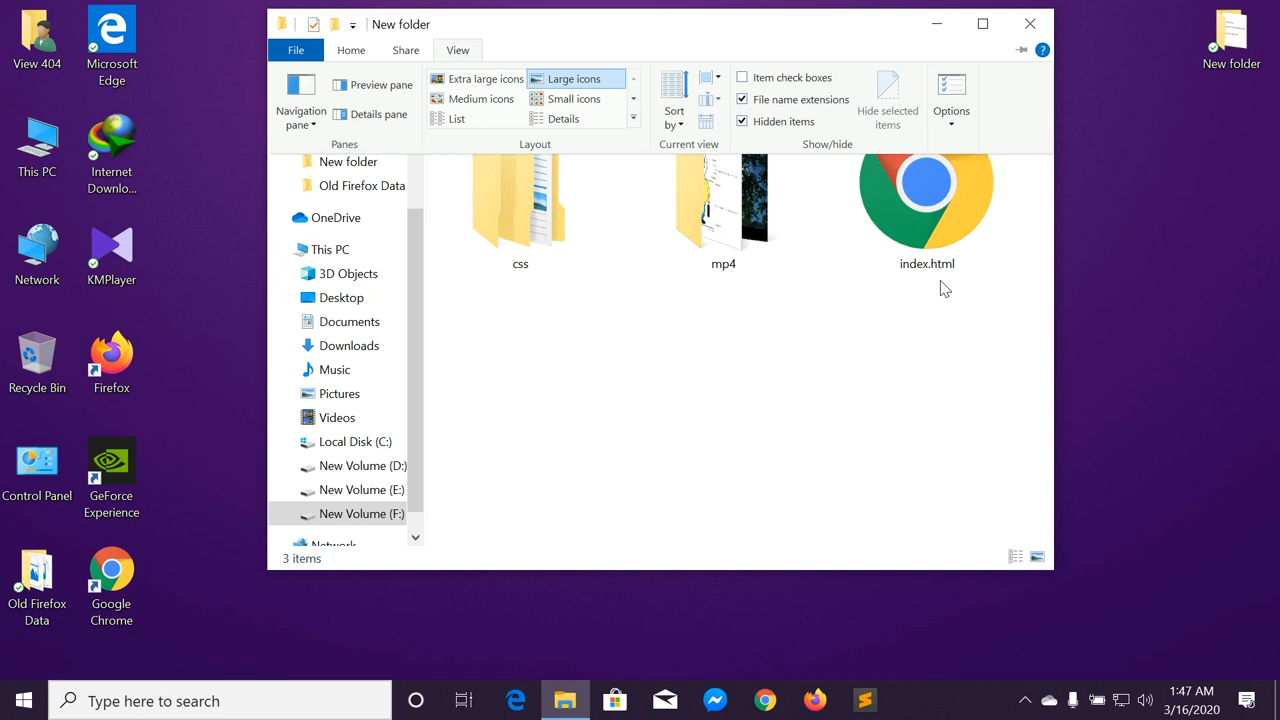 View 404
Microsoft
Edge
This PC
Internet
Downlo...
Network
KMPlayer
Recycle Bin
Firefox
Control Panel
GeForce
Experience
Old Firefox
Data
Google
Chrome
New folder
New folder
File
Home
Share
View
Navigation
pane
Preview pane
Details pane
Panes
Extra large icons
Large icons
Medium icons
Small icons
List
Details
Layout
Sort
by
Current view
Item check boxes
File name extensions
Hidden items
Hide selected
items
Show/hide
Options
New folder
Old Firefox Data
OneDrive
This PC
3D Objects
Desktop
Documents
Downloads
Music
Pictures
Videos
Local Disk (C:)
New Volume (D:)
New Volume (E:)
New Volume (F:)
Network
css
mp4
index.html
3 items
Type here to search
1:47 AM
3/16/2020